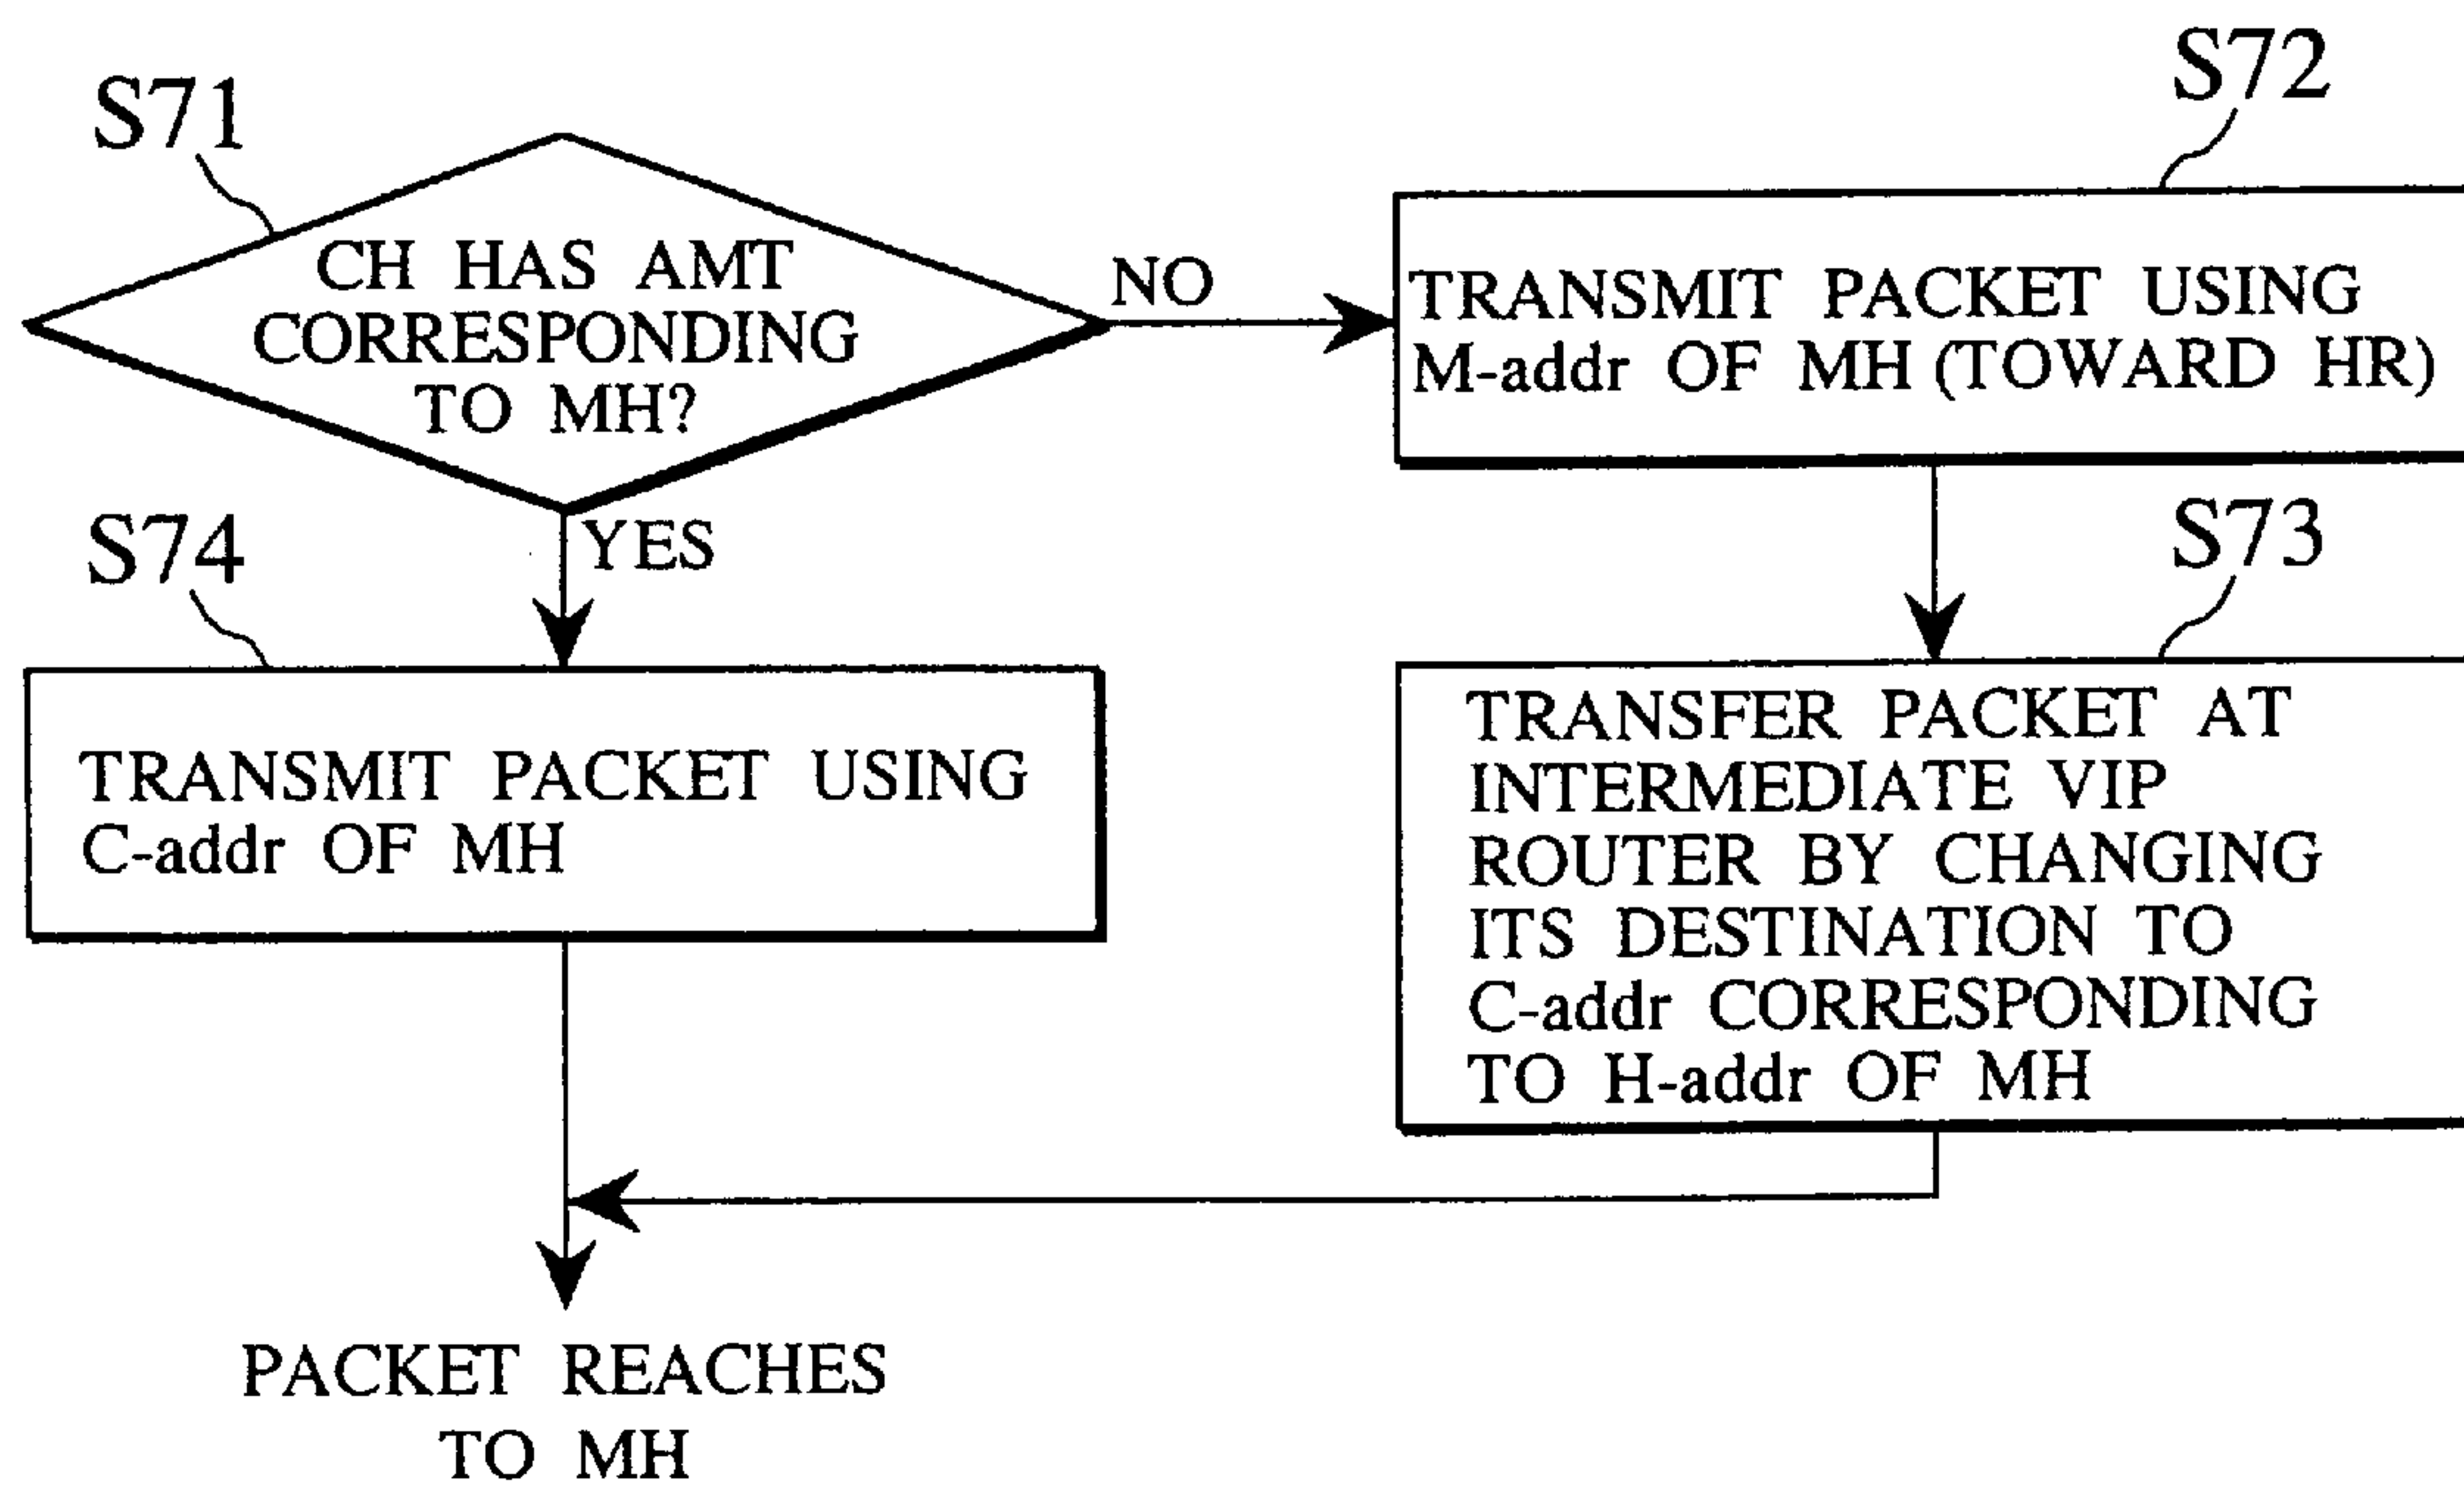 S71
CH HAS AMT
CORRESPONDING
TO MH?
NO
S72
TRANSMIT PACKET USING
M-addr OF MH (TOWARD HR)
YES
S74
TRANSMIT PACKET USING
C-addr OF MH
S73
TRANSFER PACKET AT
INTERMEDIATE VIP
ROUTER BY CHANGING
ITS DESTINATION TO
C-addr CORRESPONDING
TO H-addr OF MH
PACKET REACHES
TO MH